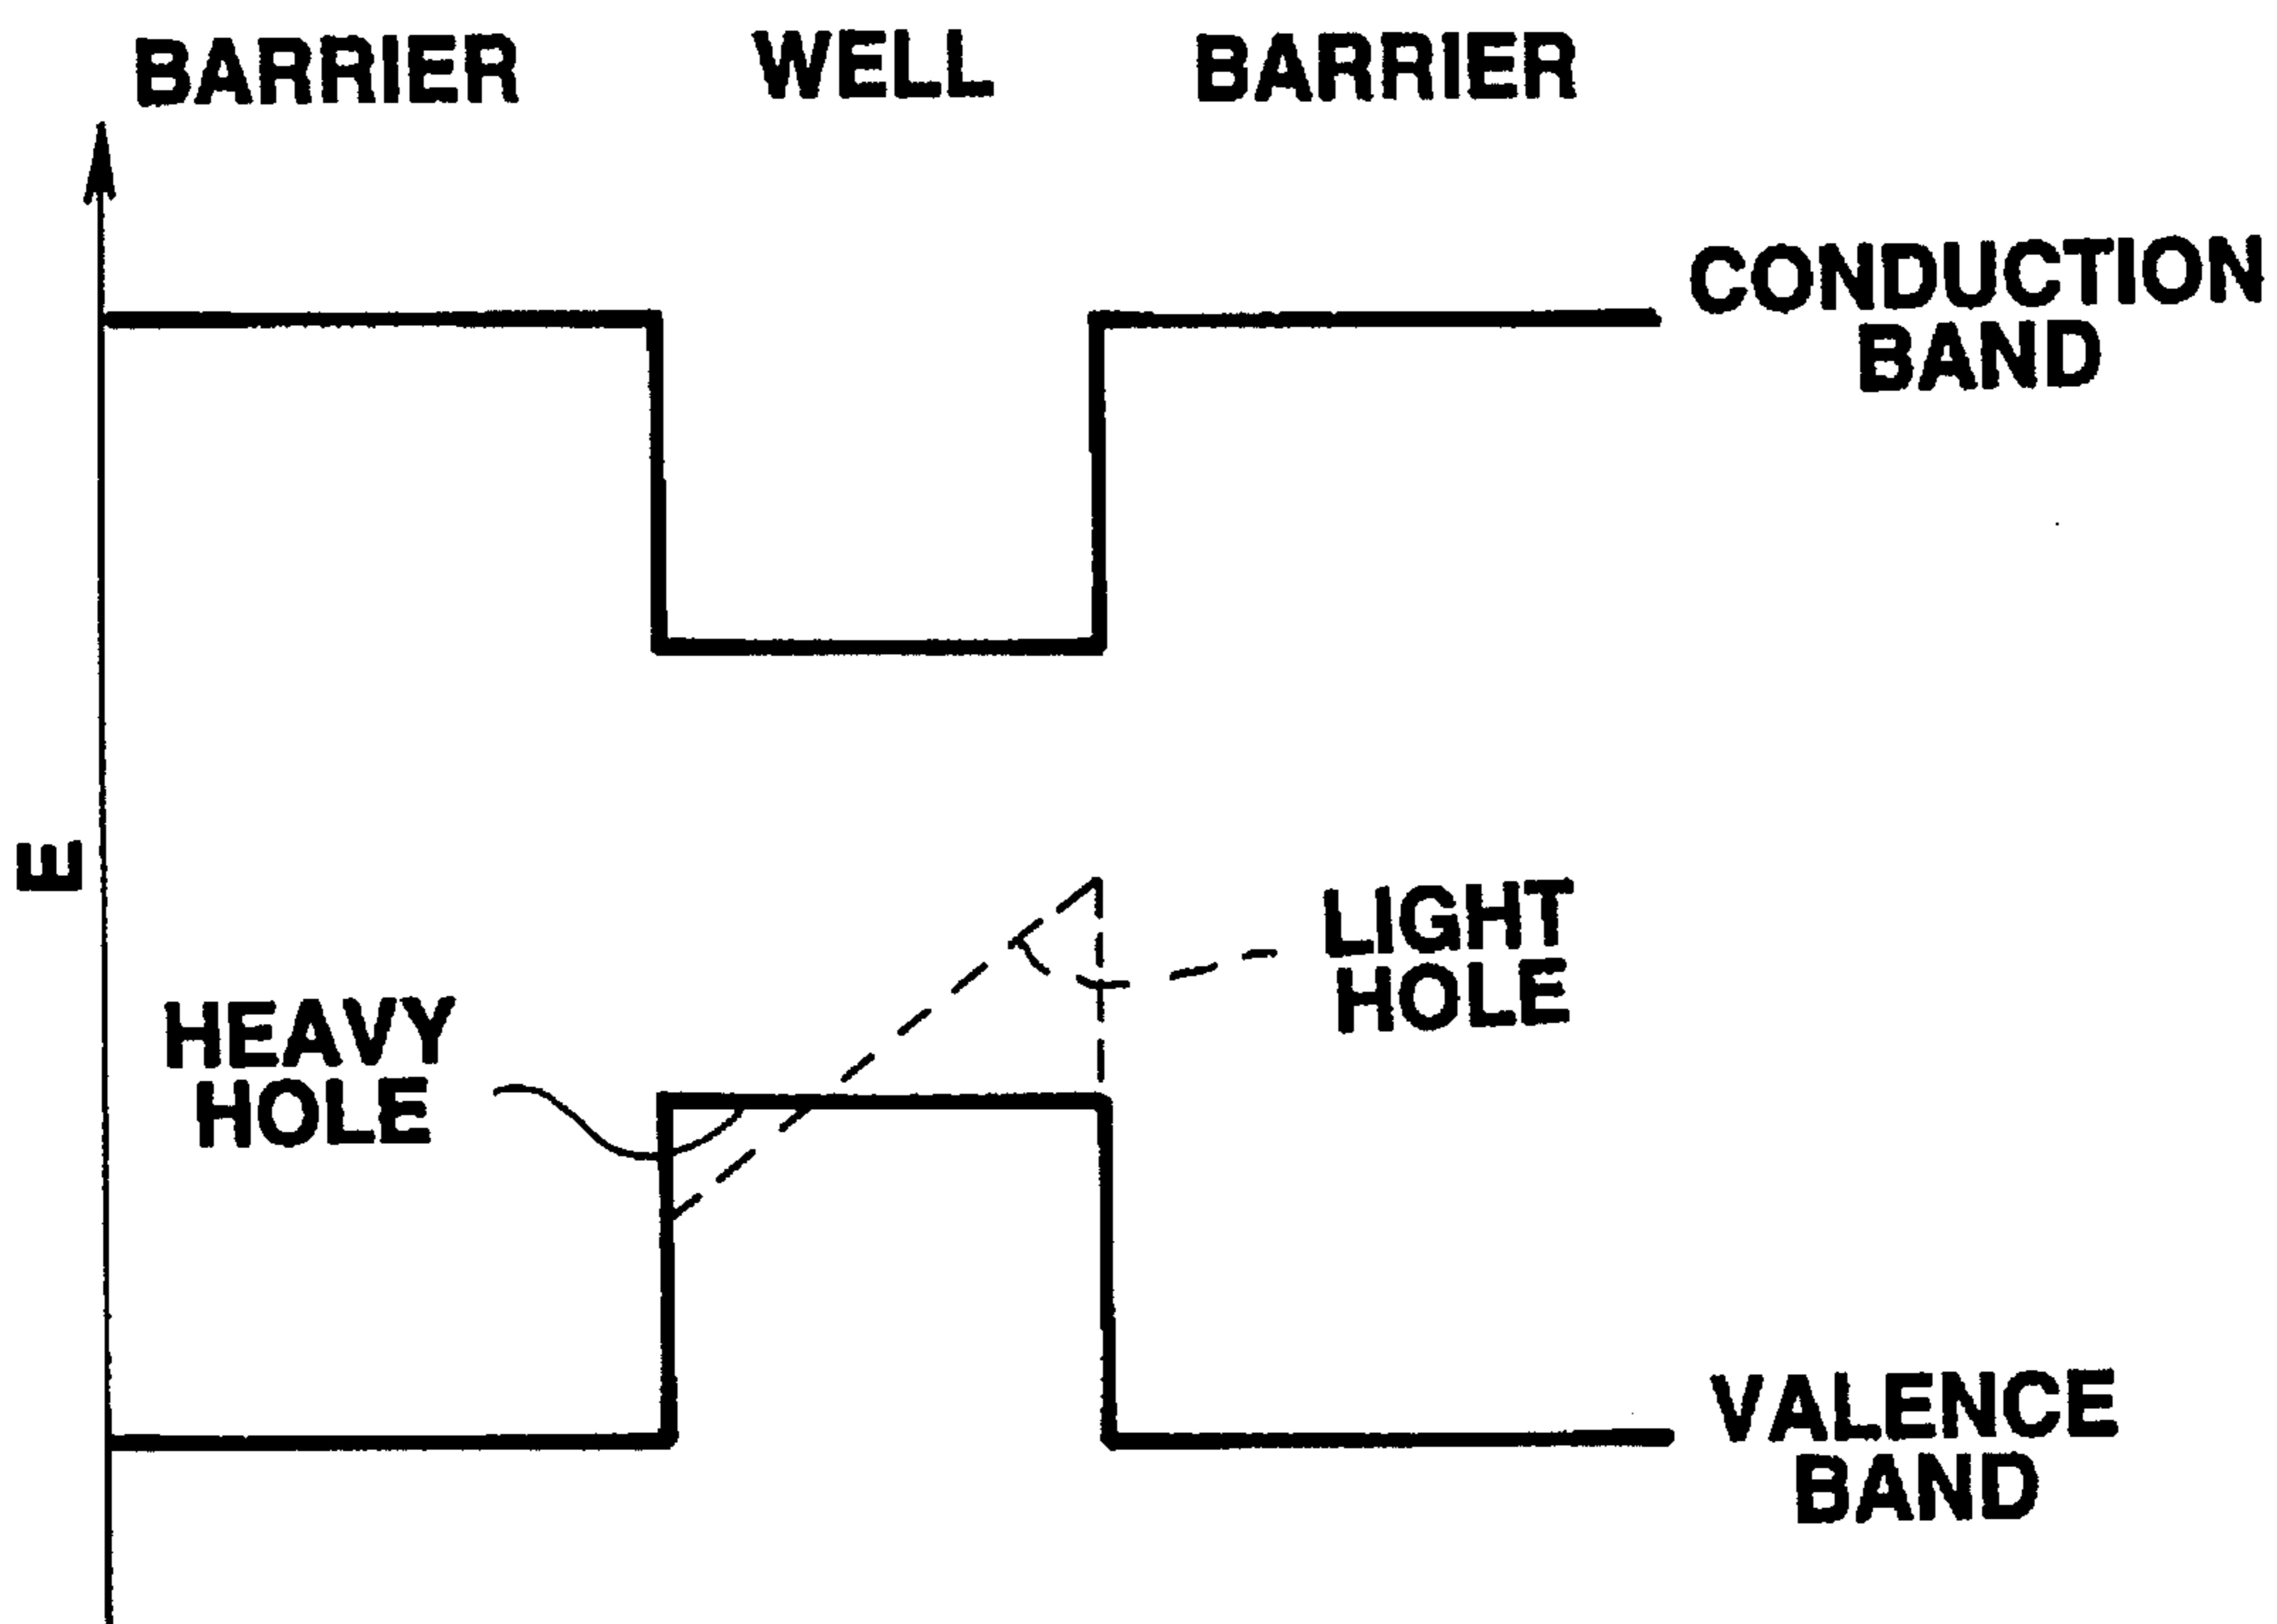 BARRIER WELL BARRIER
CONDUCTION
BAND
E
LIGHT
HOLE
HEAVY
HOLE
VALENCE
BAND